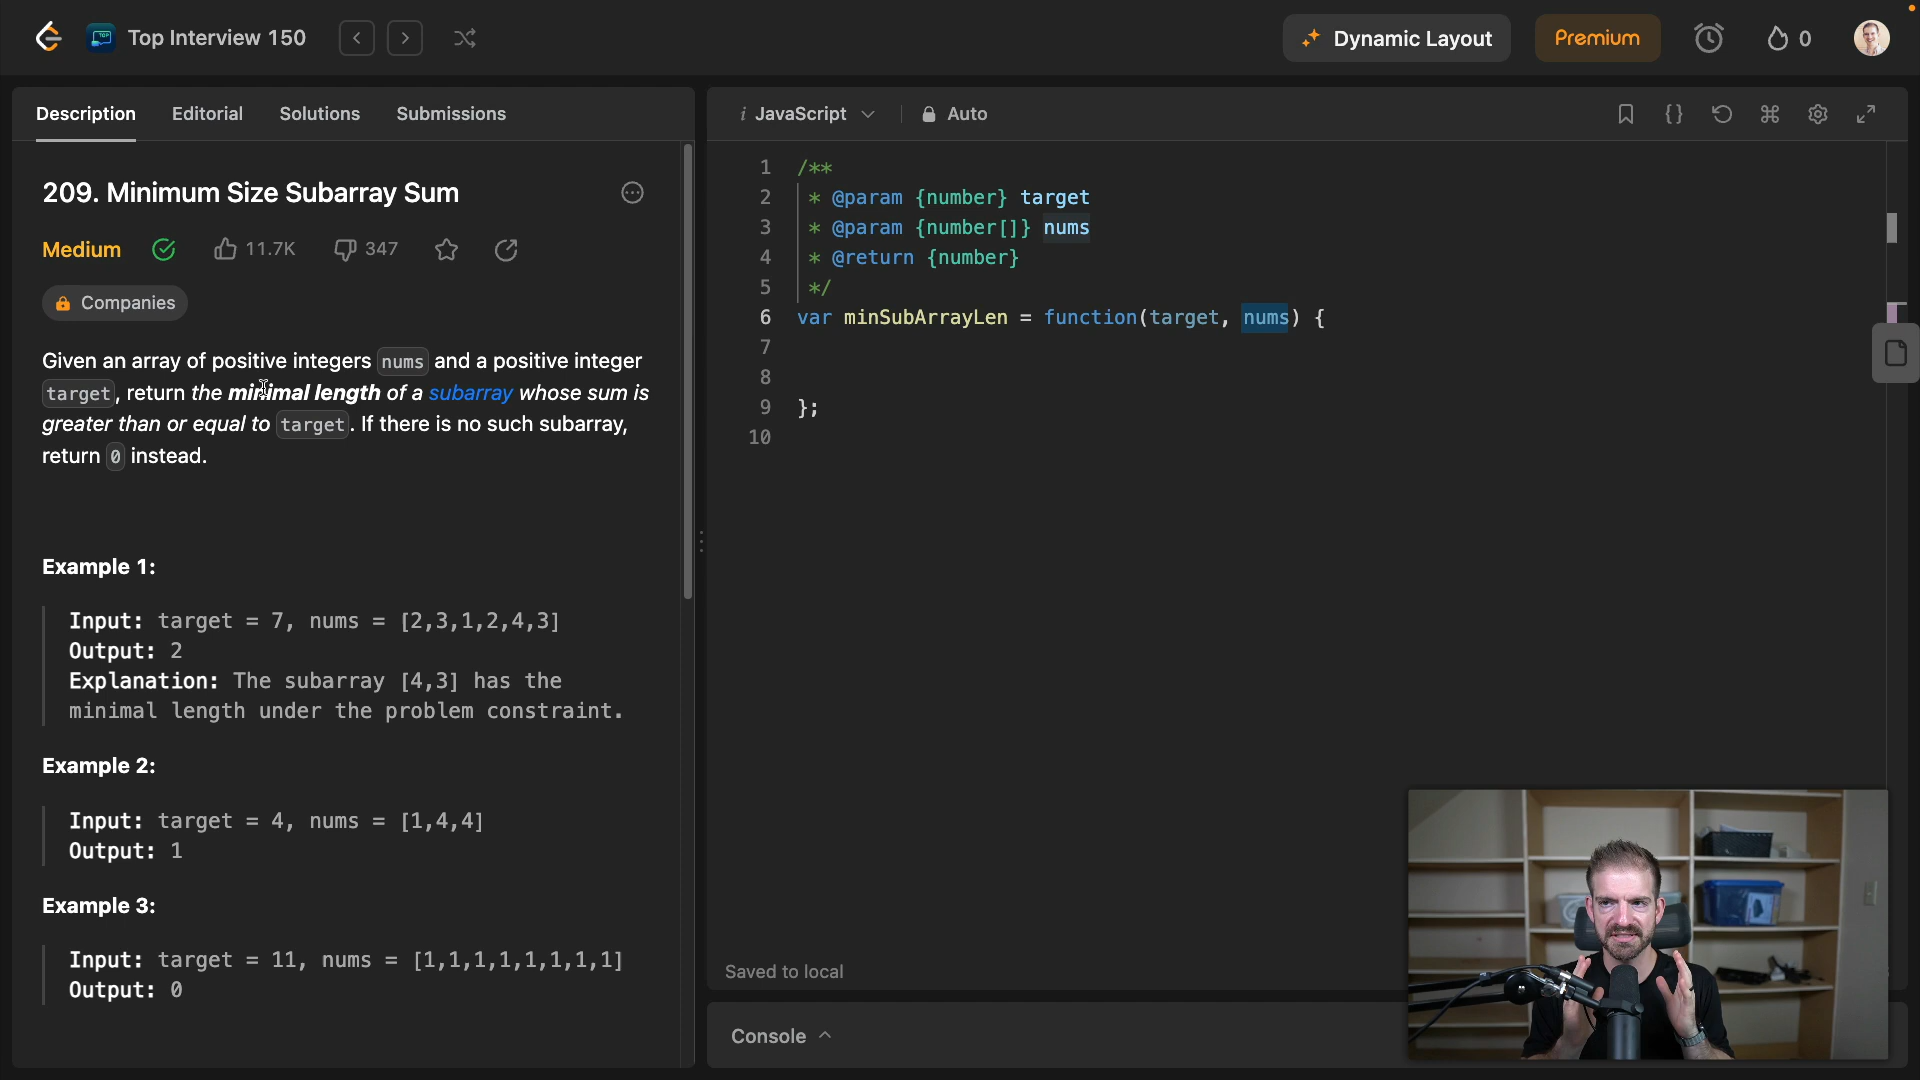 Top Interview 150
Dynamic Layout
Premium
0
Description Editorial Solutions Submissions
209. Minimum Size Subarray Sum
Medium 11.7K 347
Companies
Given an array of positive integers nums and a positive integer
target, return the minimal length of a subarray whose sum is
greater than or equal to target. If there is no such subarray,
return 0 instead.
Example 1:
Input: target = 7, nums = [2,3,1,2,4,3]
Output: 2
Explanation: The subarray [4,3] has the
minimal length under the problem constraint.
Example 2:
Input: target = 4, nums = [1,4,4]
Output: 1
Example 3:
Input: target = 11, nums = [1,1,1,1,1,1,1,1]
Output: 0
i JavaScript Auto
1 /**
2 * @param {number} target
3 * @param {number[]} nums
4 * @return {number}
5 */
6 var minSubArrayLen = function(target, nums) {
7
8
9 };
10
Saved to local
Console